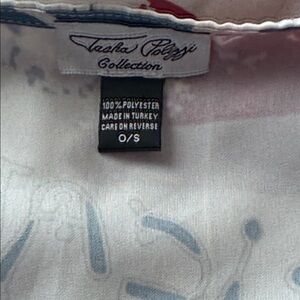 Tasha Polizzi
Collection
100% POLYESTER
MADE IN TURKEY
CARE ON REVERSE
O/S